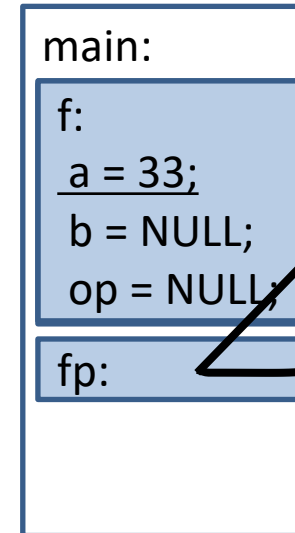 main:
f:
a = 33;
b = NULL;
op = NULL;
fp: